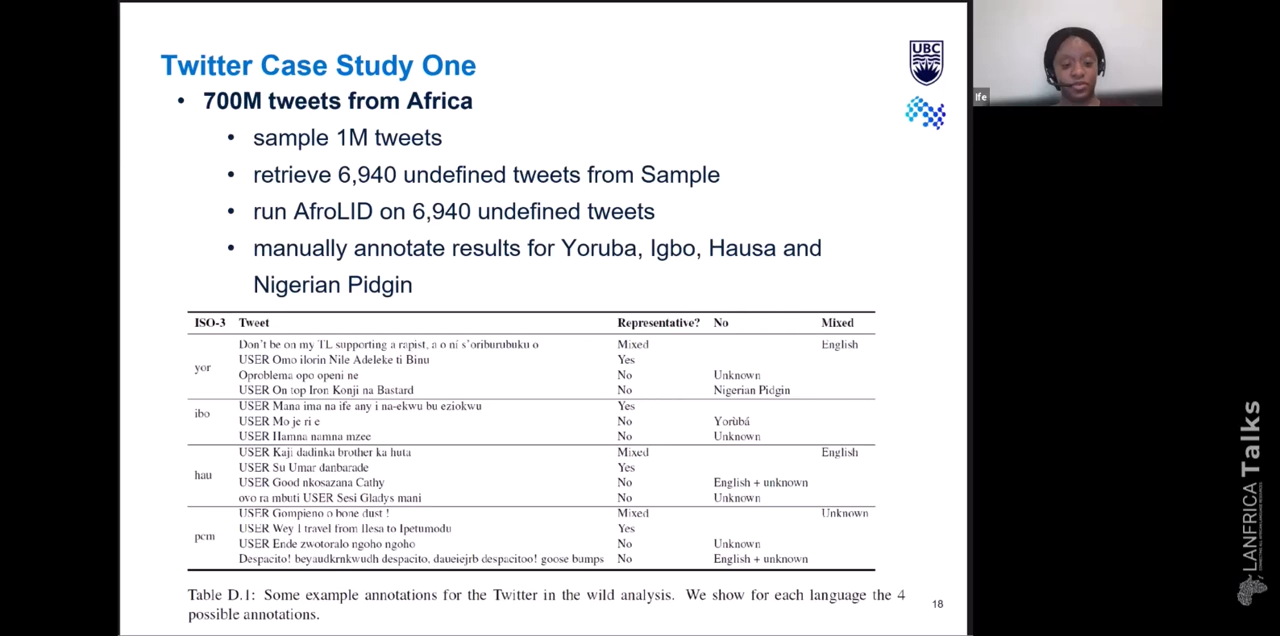 Twitter Case Study One
UBC
• 700M tweets from Africa
• sample 1M tweets
• retrieve 6,940 undefined tweets from Sample
• run AfroLID on 6,940 undefined tweets
• manually annotate results for Yoruba, Igbo, Hausa and
Nigerian Pidgin
ISO-3 Tweet Representative? No Mixed
yor
Don't be on my TL supporting a rapist, a o ní s'oriburubuku o Mixed English
USER Omo ilorin Nile Adeleke ti Binu Yes
Oproblema opo openi ne No Unknown
USER On top Iron Konji na Bastard No Nigerian Pidgin
ibo
USER Mana ima na ife any i na-ekwu bu eziokwu Yes
USER Mo je ri e No Yorùbá
USER Hamna namna mzee No Unknown
hau
USER Kaji dadinka brother ka huta Mixed English
USER Su Umar danbarade Yes
USER Good nkosazana Cathy No English + unknown
ovo ra mbuti USER Sesi Gladys mani No Unknown
pcm
USER Gompieno o bone dust ! Mixed Unknown
USER Wey I travel from Ilesa to Ipetumodu Yes
USER Ende zwotoralo ngoho ngoho No Unknown
Despacito! beyaudkrnkwudh despacito, daueiejrb despacitoo! goose bumps No English + unknown
Table D.1: Some example annotations for the Twitter in the wild analysis. We show for each language the 4
possible annotations.
18
Ife
LANFRICA Talks